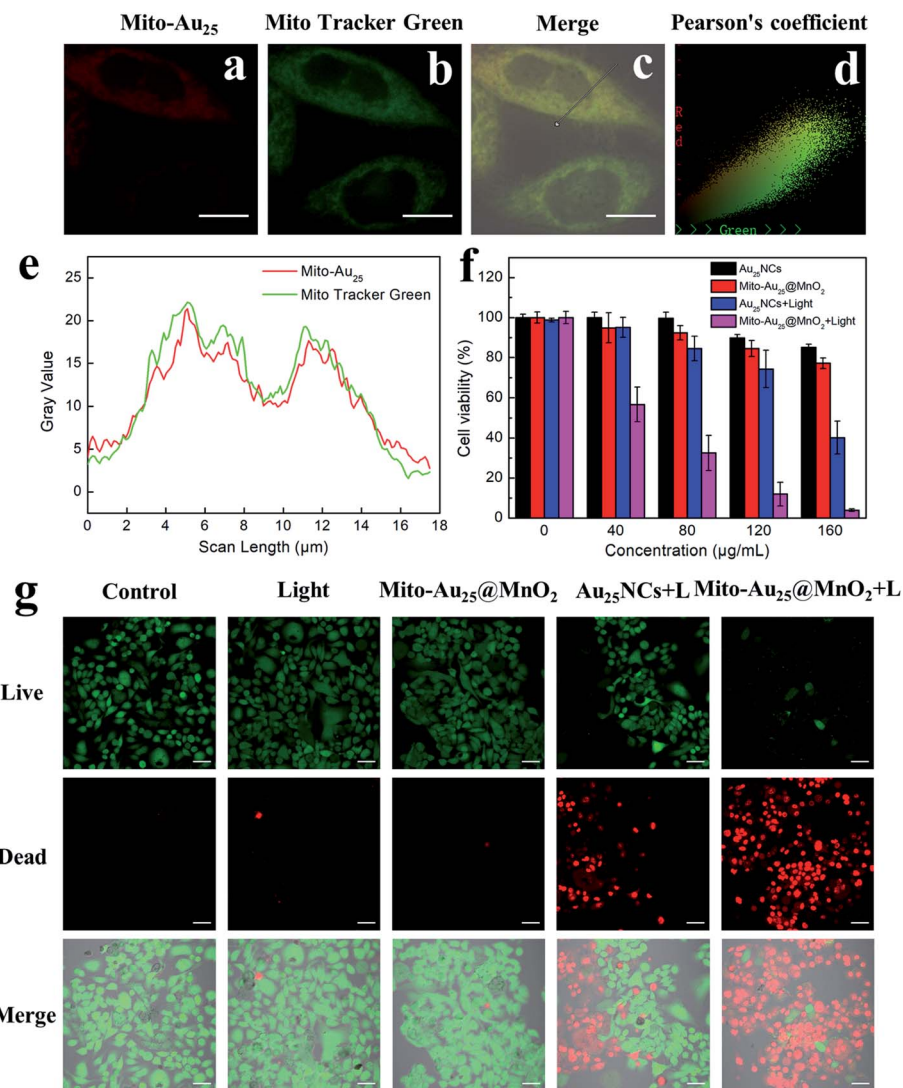 Mito-Au₂₅ Mito Tracker Green Merge Pearson's coefficient
a b c d
Red
> > > Green > > >
e
25
20
15
10
5
0
Gray Value
Mito-Au₂₅
Mito Tracker Green
0 2 4 6 8 10 12 14 16 18
Scan Length (μm)
f
120
100
80
60
40
20
0
Cell viability (%)
Au₂₅NCs
Mito-Au₂₅@MnO₂
Au₂₅NCs+Light
Mito-Au₂₅@MnO₂+Light
0 40 80 120 160
Concentration (μg/mL)
g
Control Light Mito-Au₂₅@MnO₂ Au₂₅NCs+L Mito-Au₂₅@MnO₂+L
Live
Dead
Merge